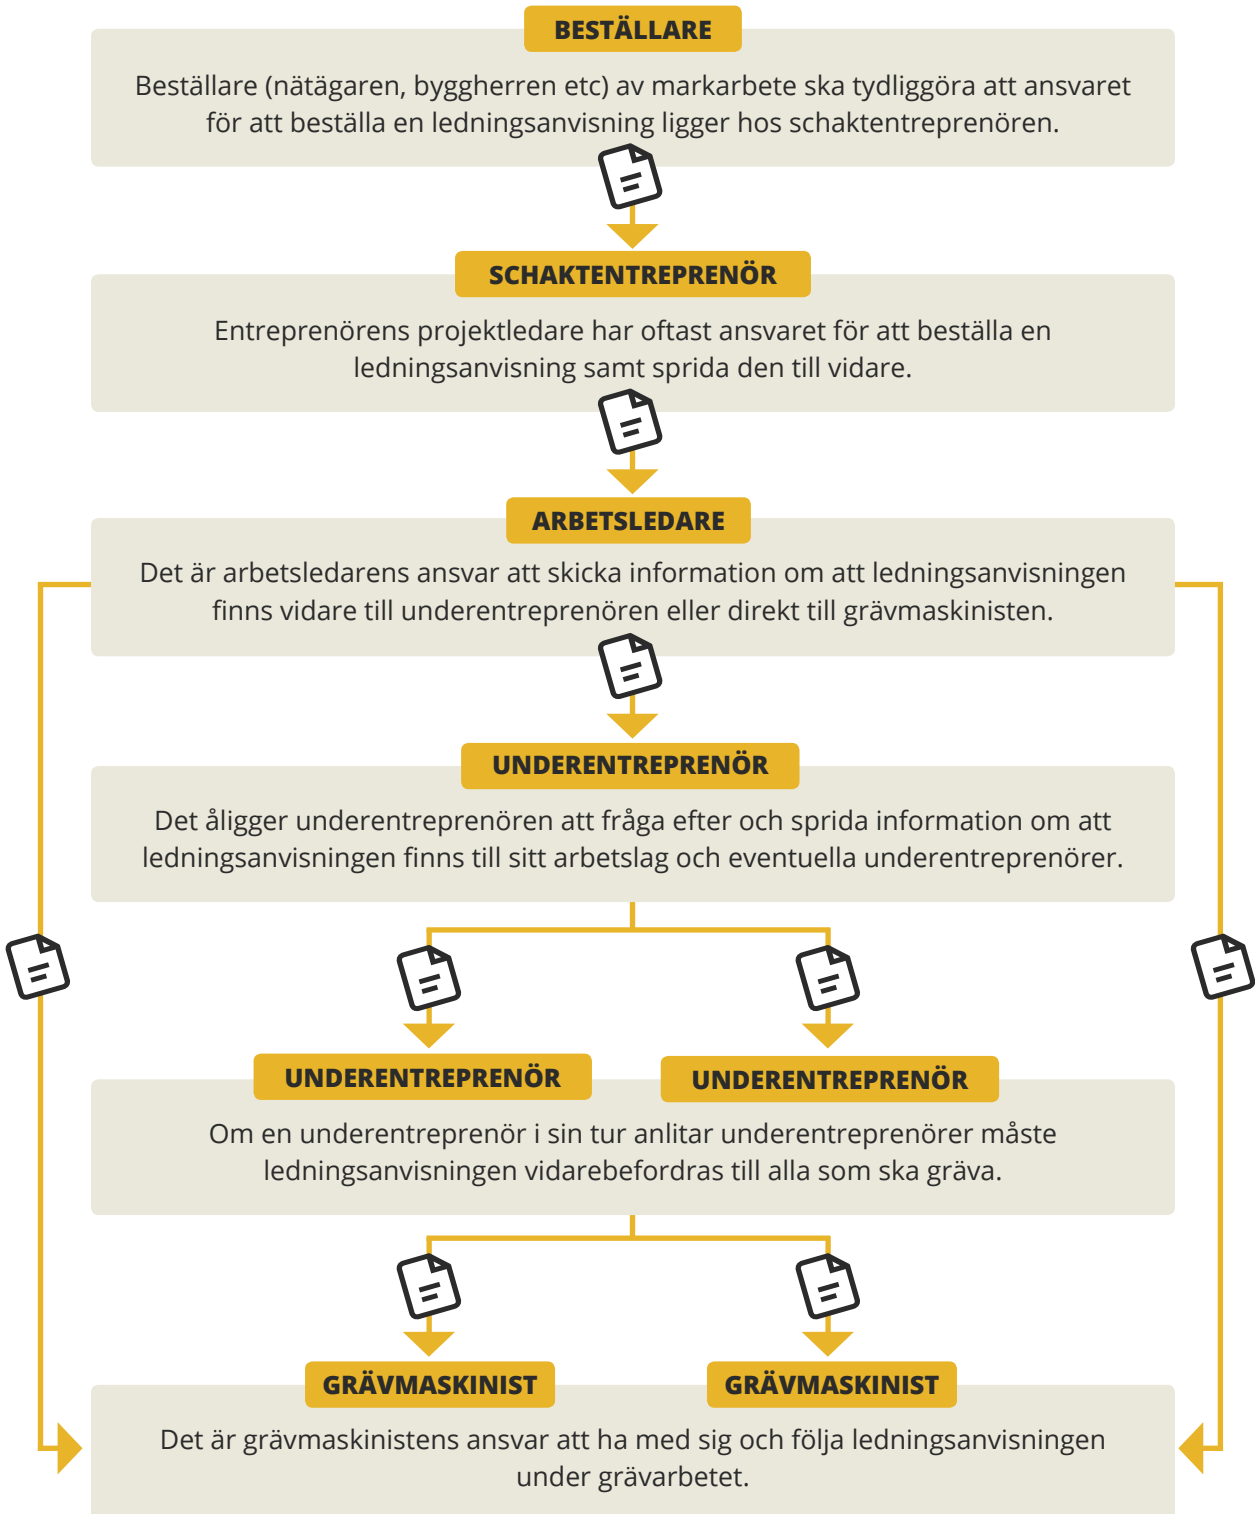 BESTÄLLARE
Beställare (nätägaren, byggherren etc) av markarbete ska tydliggöra att ansvaret
för att beställa en ledningsanvisning ligger hos schaktentreprenören.
SCHAKTENTREPRENÖR
Entreprenörens projektledare har oftast ansvaret för att beställa en
ledningsanvisning samt sprida den till vidare.
ARBETSLEDARE
Det är arbetsledarens ansvar att skicka information om att ledningsanvisningen
finns vidare till underentreprenören eller direkt till grävmaskinisten.
UNDERENTREPRENÖR
Det åligger underentreprenören att fråga efter och sprida information om att
ledningsanvisningen finns till sitt arbetslag och eventuella underentreprenörer.
UNDERENTREPRENÖR
UNDERENTREPRENÖR
Om en underentreprenör i sin tur anlitar underentreprenörer måste
ledningsanvisningen vidarebefordras till alla som ska gräva.
GRÄVMASKINIST
GRÄVMASKINIST
Det är grävmaskinistens ansvar att ha med sig och följa ledningsanvisningen
under grävarbetet.